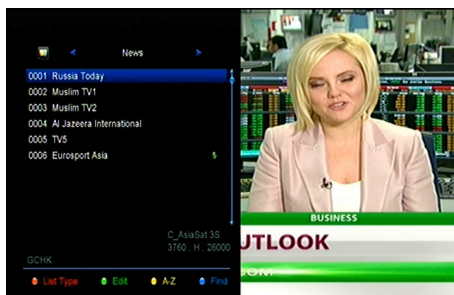 News
0001 Russia Today
0002 Muslim TV1
0003 Muslim TV2
0004 Al Jazeera International
0005 TV5
0006 Eurosport Asia
$
C_AsiaSat 3S
3760 . H . 26000
GCHK
List Type
Edit
A-Z
Find
BUSINESS
UTLOOK
.COM